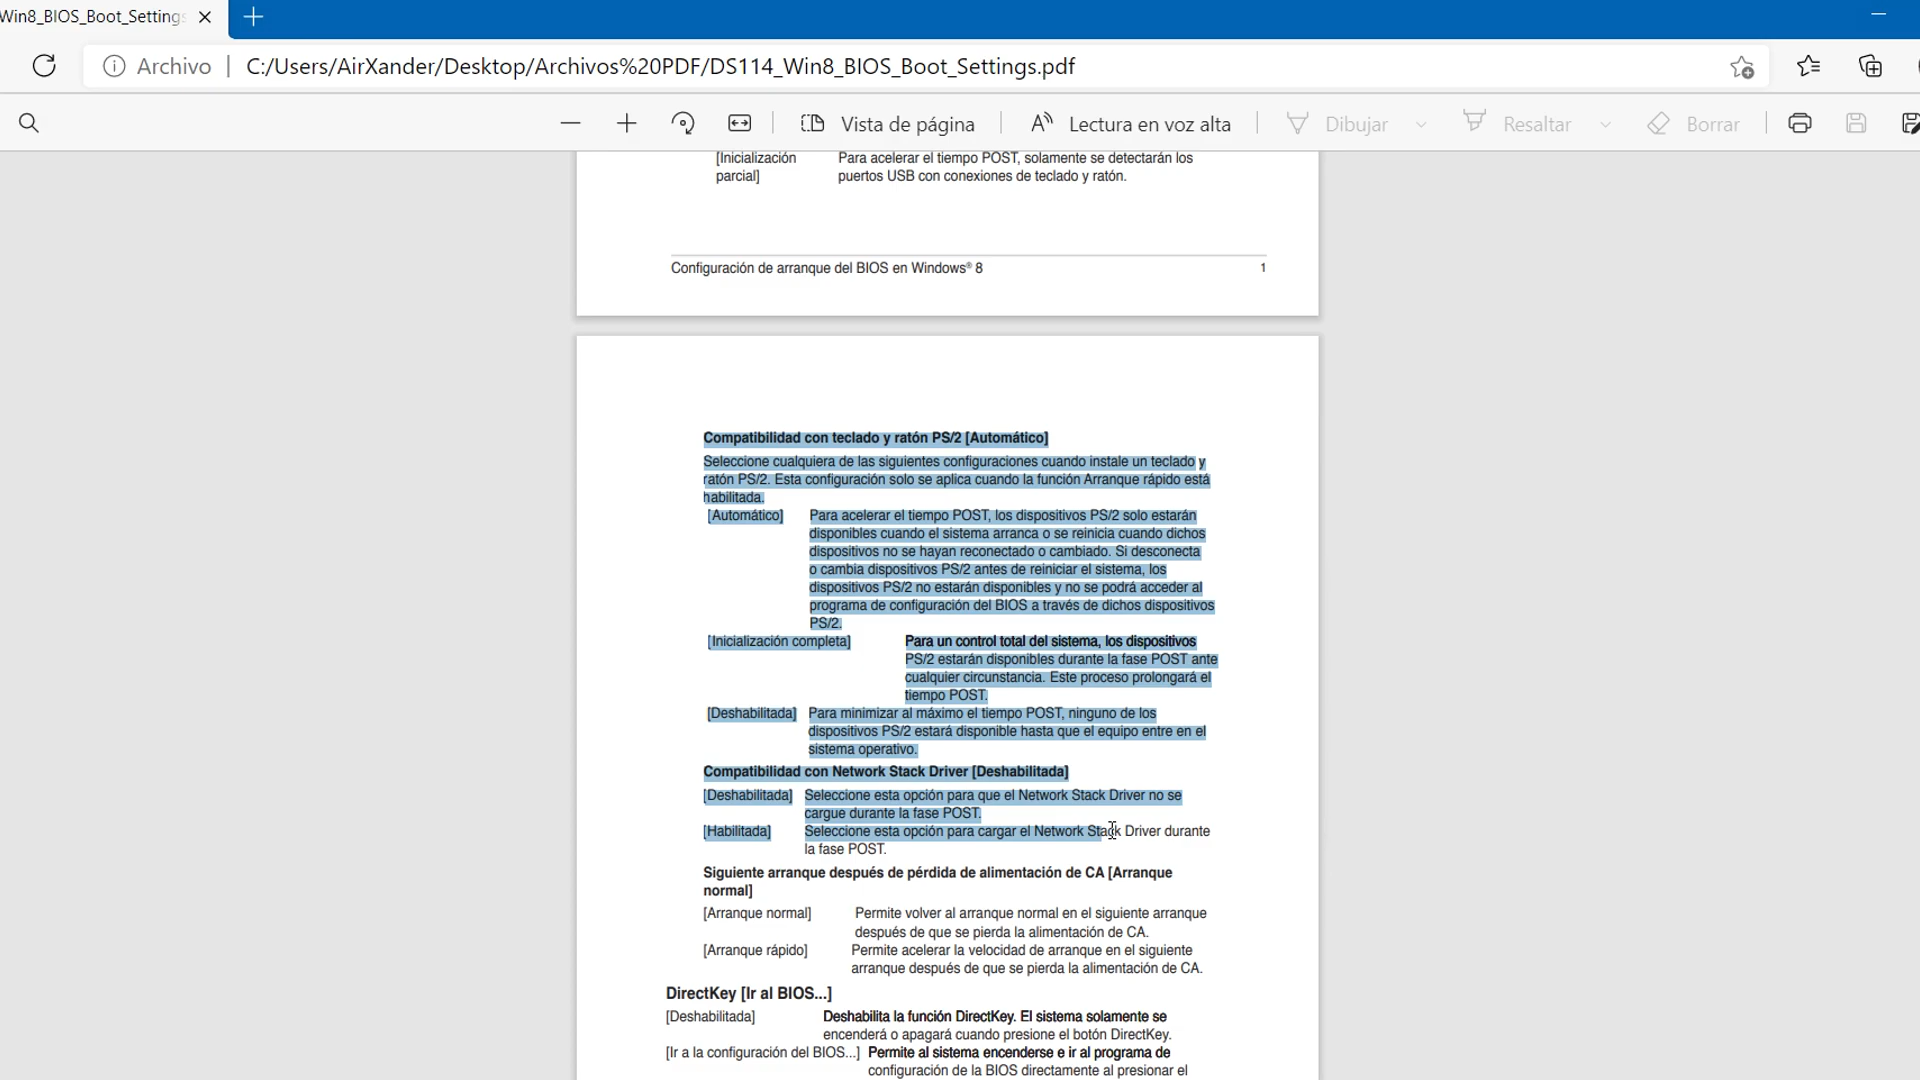 Win8_BIOS_Boot_Settings
Archivo | C:/Users/AirXander/Desktop/Archivos%20PDF/DS114_Win8_BIOS_Boot_Settings.pdf
Vista de página
Lectura en voz alta
Dibujar
Resaltar
Borrar
[Inicialización Para acelerar el tiempo POST, solamente se detectarán los
parcial] puertos USB con conexiones de teclado y ratón.
Configuración de arranque del BIOS en Windows® 8 1
Compatibilidad con teclado y ratón PS/2 [Automático]
Seleccione cualquiera de las siguientes configuraciones cuando instale un teclado y
ratón PS/2. Esta configuración solo se aplica cuando la función Arranque rápido está
habilitada.
[Automático] Para acelerar el tiempo POST, los dispositivos PS/2 solo estarán
disponibles cuando el sistema arranca o se reinicia cuando dichos
dispositivos no se hayan reconectado o cambiado. Si desconecta
o cambia dispositivos PS/2 antes de reiniciar el sistema, los
dispositivos PS/2 no estarán disponibles y no se podrá acceder al
programa de configuración del BIOS a través de dichos dispositivos
PS/2.
[Inicialización completa] Para un control total del sistema, los dispositivos
PS/2 estarán disponibles durante la fase POST ante
cualquier circunstancia. Este proceso prolongará el
tiempo POST.
[Deshabilitada] Para minimizar al máximo el tiempo POST, ninguno de los
dispositivos PS/2 estará disponible hasta que el equipo entre en el
sistema operativo.
Compatibilidad con Network Stack Driver [Deshabilitada]
[Deshabilitada] Seleccione esta opción para que el Network Stack Driver no se
cargue durante la fase POST.
[Habilitada] Seleccione esta opción para cargar el Network Stack Driver durante
la fase POST.
Siguiente arranque después de pérdida de alimentación de CA [Arranque
normal]
[Arranque normal] Permite volver al arranque normal en el siguiente arranque
después de que se pierda la alimentación de CA.
[Arranque rápido] Permite acelerar la velocidad de arranque en el siguiente
arranque después de que se pierda la alimentación de CA.
DirectKey [Ir al BIOS...]
[Deshabilitada] Deshabilita la función DirectKey. El sistema solamente se
encenderá o apagará cuando presione el botón DirectKey.
[Ir a la configuración del BIOS...] Permite al sistema encenderse e ir al programa de
configuración de la BIOS directamente al presionar el